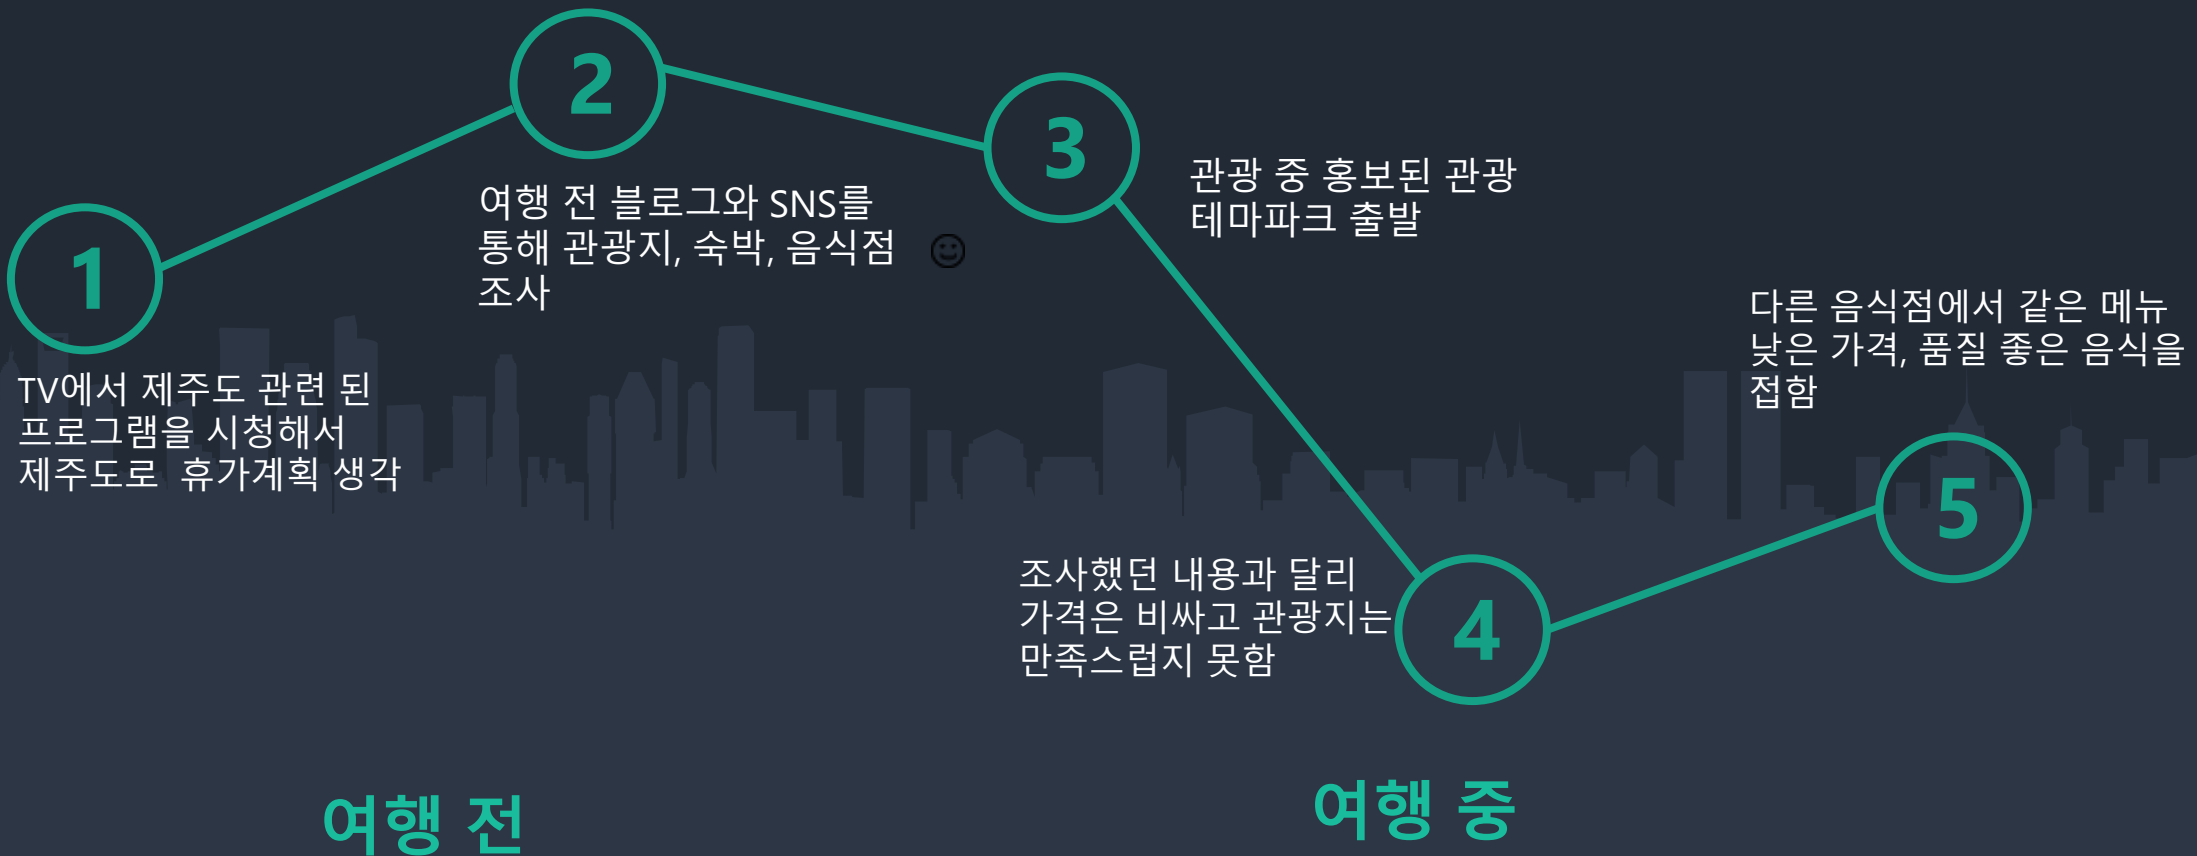 1
TV에서 제주도 관련 된
프로그램을 시청해서
제주도로  휴가계획 생각
2
여행 전 블로그와 SNS를
통해 관광지, 숙박, 음식점
조사
3
관광 중 홍보된 관광
테마파크 출발
4
조사했던 내용과 달리
가격은 비싸고 관광지는
만족스럽지 못함
5
다른 음식점에서 같은 메뉴
낮은 가격, 품질 좋은 음식을
접함
여행 전
여행 중